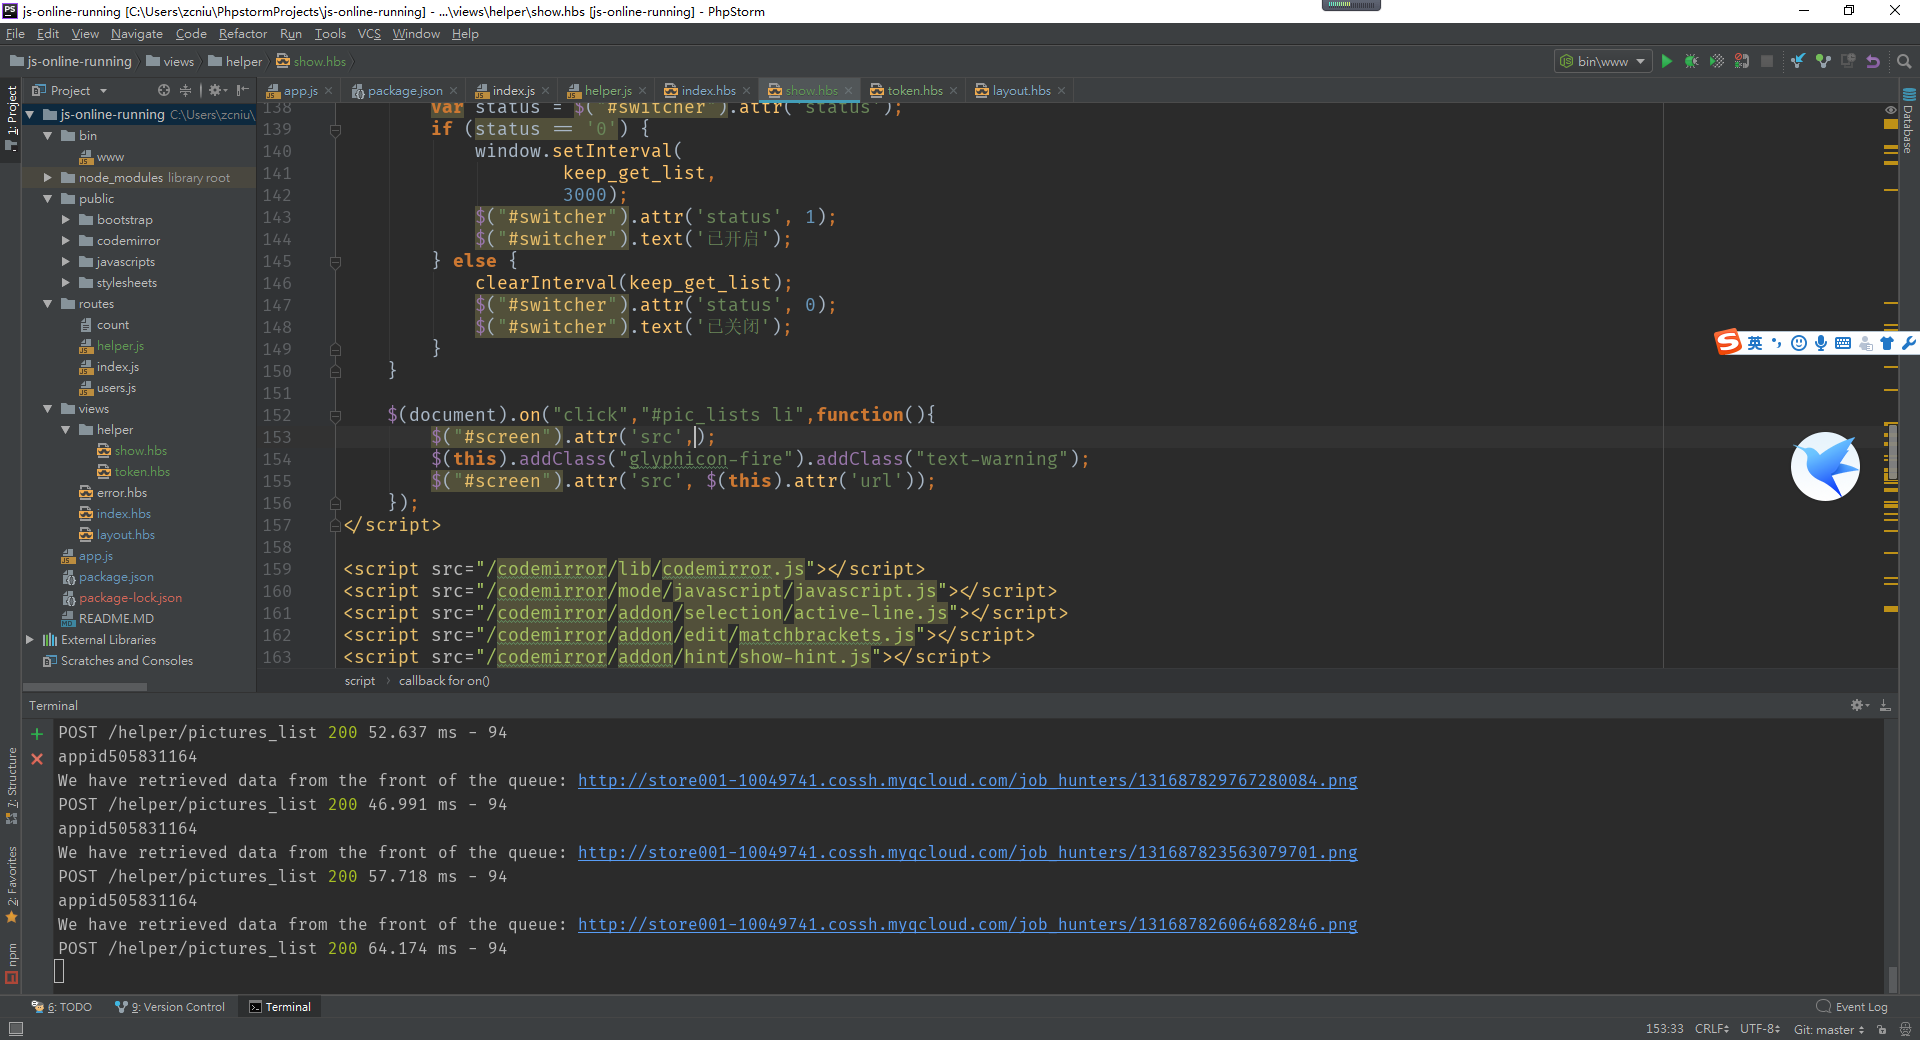 js-online-running [C:\Users\zcniu\PhpstormProjects\js-online-running] - ...\views\helper\show.hbs [js-online-running] - PhpStorm
File Edit View Navigate Code Refactor Run Tools VCS Window Help
js-online-running views helper show.hbs bin\www
Project
app.js package.json index.js helper.js index.hbs show.hbs token.hbs layout.hbs
1: Project
Database
js-online-running C:\Users\zcniu\
bin
www
node_modules library root
public
bootstrap
codemirror
javascripts
stylesheets
routes
count
helper.js
index.js
users.js
views
helper
show.hbs
token.hbs
error.hbs
index.hbs
layout.hbs
app.js
package.json
package-lock.json
README.MD
External Libraries
Scratches and Consoles
138 var status = $("#switcher").attr('status');
139 if (status == '0') {
140 window.setInterval(
141 keep_get_list,
142 3000);
143 $("#switcher").attr('status', 1);
144 $("#switcher").text('已开启');
145 } else {
146 clearInterval(keep_get_list);
147 $("#switcher").attr('status', 0);
148 $("#switcher").text('已关闭');
149 }
150 }
151
152 $(document).on("click","#pic_lists li",function(){
153 $("#screen").attr('src',);
154 $(this).addClass("glyphicon-fire").addClass("text-warning");
155 $("#screen").attr('src', $(this).attr('url'));
156 });
157 </script>
158
159 <script src="/codemirror/lib/codemirror.js"></script>
160 <script src="/codemirror/mode/javascript/javascript.js"></script>
161 <script src="/codemirror/addon/selection/active-line.js"></script>
162 <script src="/codemirror/addon/edit/matchbrackets.js"></script>
163 <script src="/codemirror/addon/hint/show-hint.js"></script>
英
script callback for on()
Terminal
POST /helper/pictures_list 200 52.637 ms - 94
appid505831164
We have retrieved data from the front of the queue: http://store001-10049741.cossh.myqcloud.com/job_hunters/131687829767280084.png
POST /helper/pictures_list 200 46.991 ms - 94
appid505831164
We have retrieved data from the front of the queue: http://store001-10049741.cossh.myqcloud.com/job_hunters/131687823563079701.png
POST /helper/pictures_list 200 57.718 ms - 94
appid505831164
We have retrieved data from the front of the queue: http://store001-10049741.cossh.myqcloud.com/job_hunters/131687826064682846.png
POST /helper/pictures_list 200 64.174 ms - 94
7: Structure
2: Favorites
npm
6: TODO 9: Version Control Terminal Event Log
153:33 CRLF UTF-8 Git: master